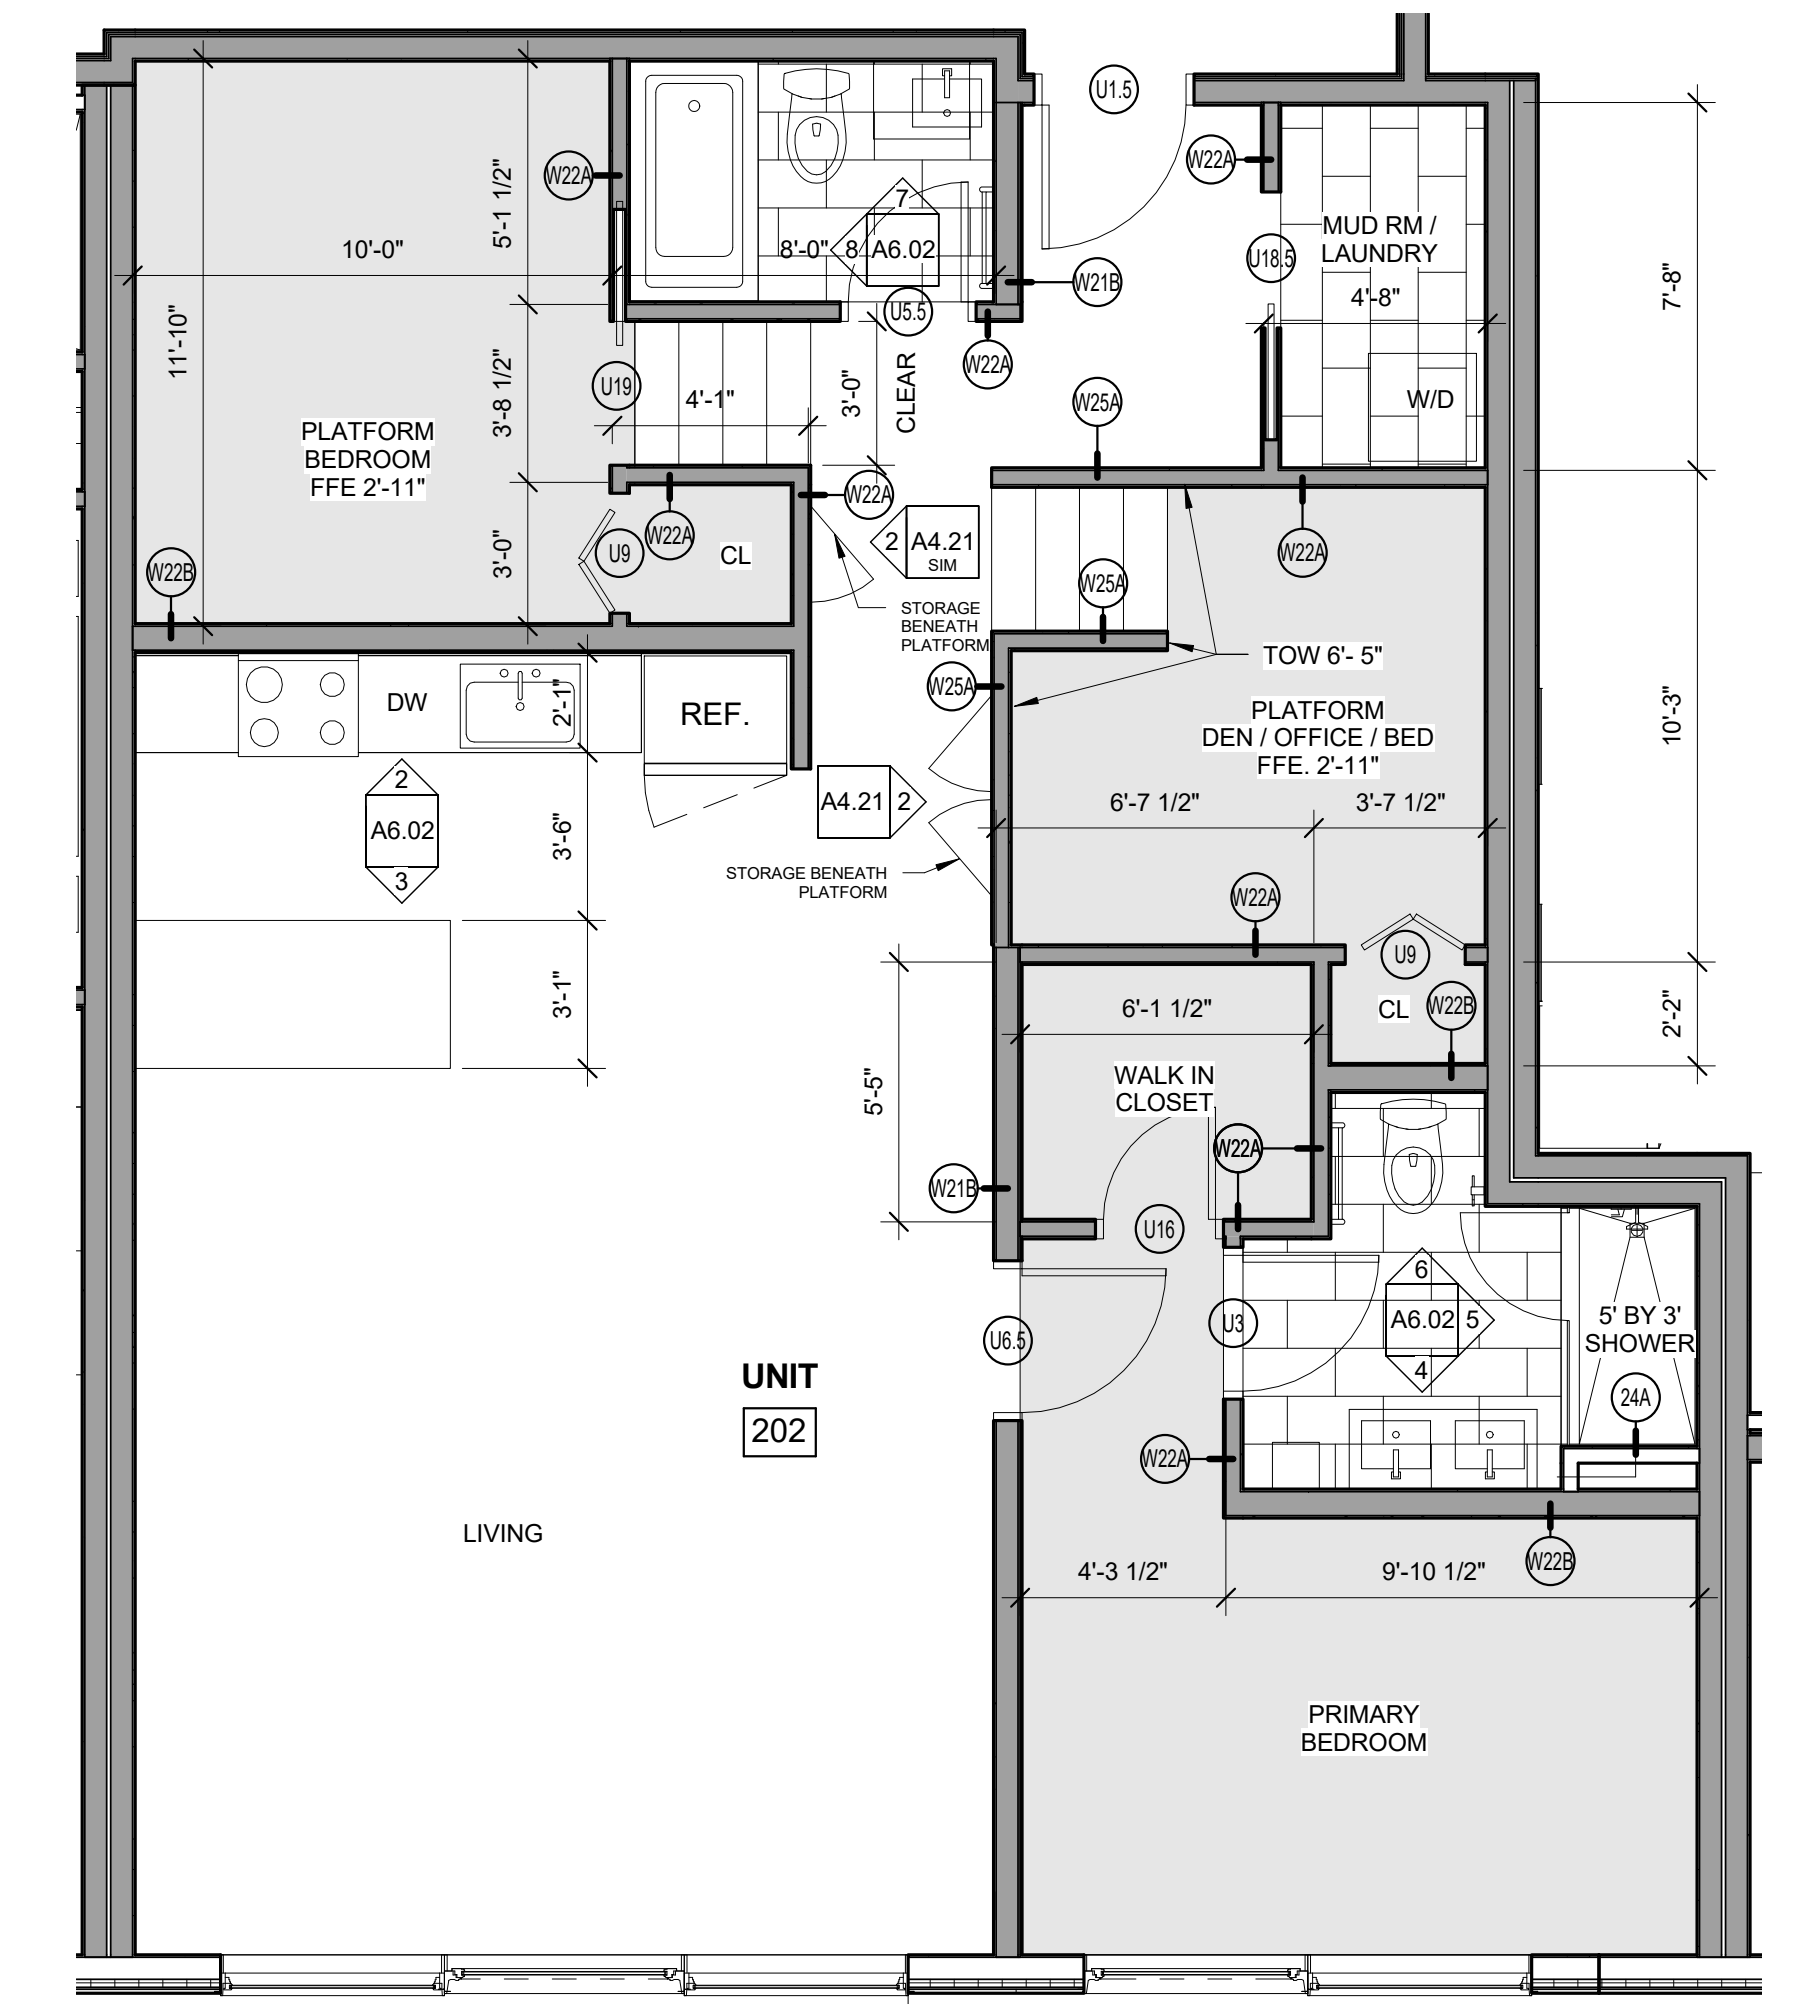 U1.5
W22A
W22A
5'-1 1/2"
7
MUD RM /
LAUNDRY
10'-0"
8'-0"
8
A6.02
U18.5
W21B
4'-8"
7'-8"
U5.5
11'-10"
W22A
U19
3'-8 1/2"
4'-1"
3'-0"
CLEAR
W25A
W/D
PLATFORM
BEDROOM
FFE 2'-11"
W22A
W22A
U9
CL
3'-0"
2
A4.21
SIM
W22A
W22B
W25A
STORAGE
BENEATH
PLATFORM
TOW 6'- 5"
W25A
DW
2'-1"
REF.
PLATFORM
DEN / OFFICE / BED
FFE. 2'-11"
10'-3"
2
A6.02
3
3'-6"
A4.21
2
6'-7 1/2"
3'-7 1/2"
STORAGE BENEATH
PLATFORM
W22A
U9
3'-1"
6'-1 1/2"
CL
W22B
2'-2"
5'-5"
WALK IN
CLOSET
W22A
W21B
U16
6
A6.02
5
4
U3
U6.5
5' BY 3'
SHOWER
UNIT
202
24A
W22A
LIVING
W22B
4'-3 1/2"
9'-10 1/2"
PRIMARY
BEDROOM